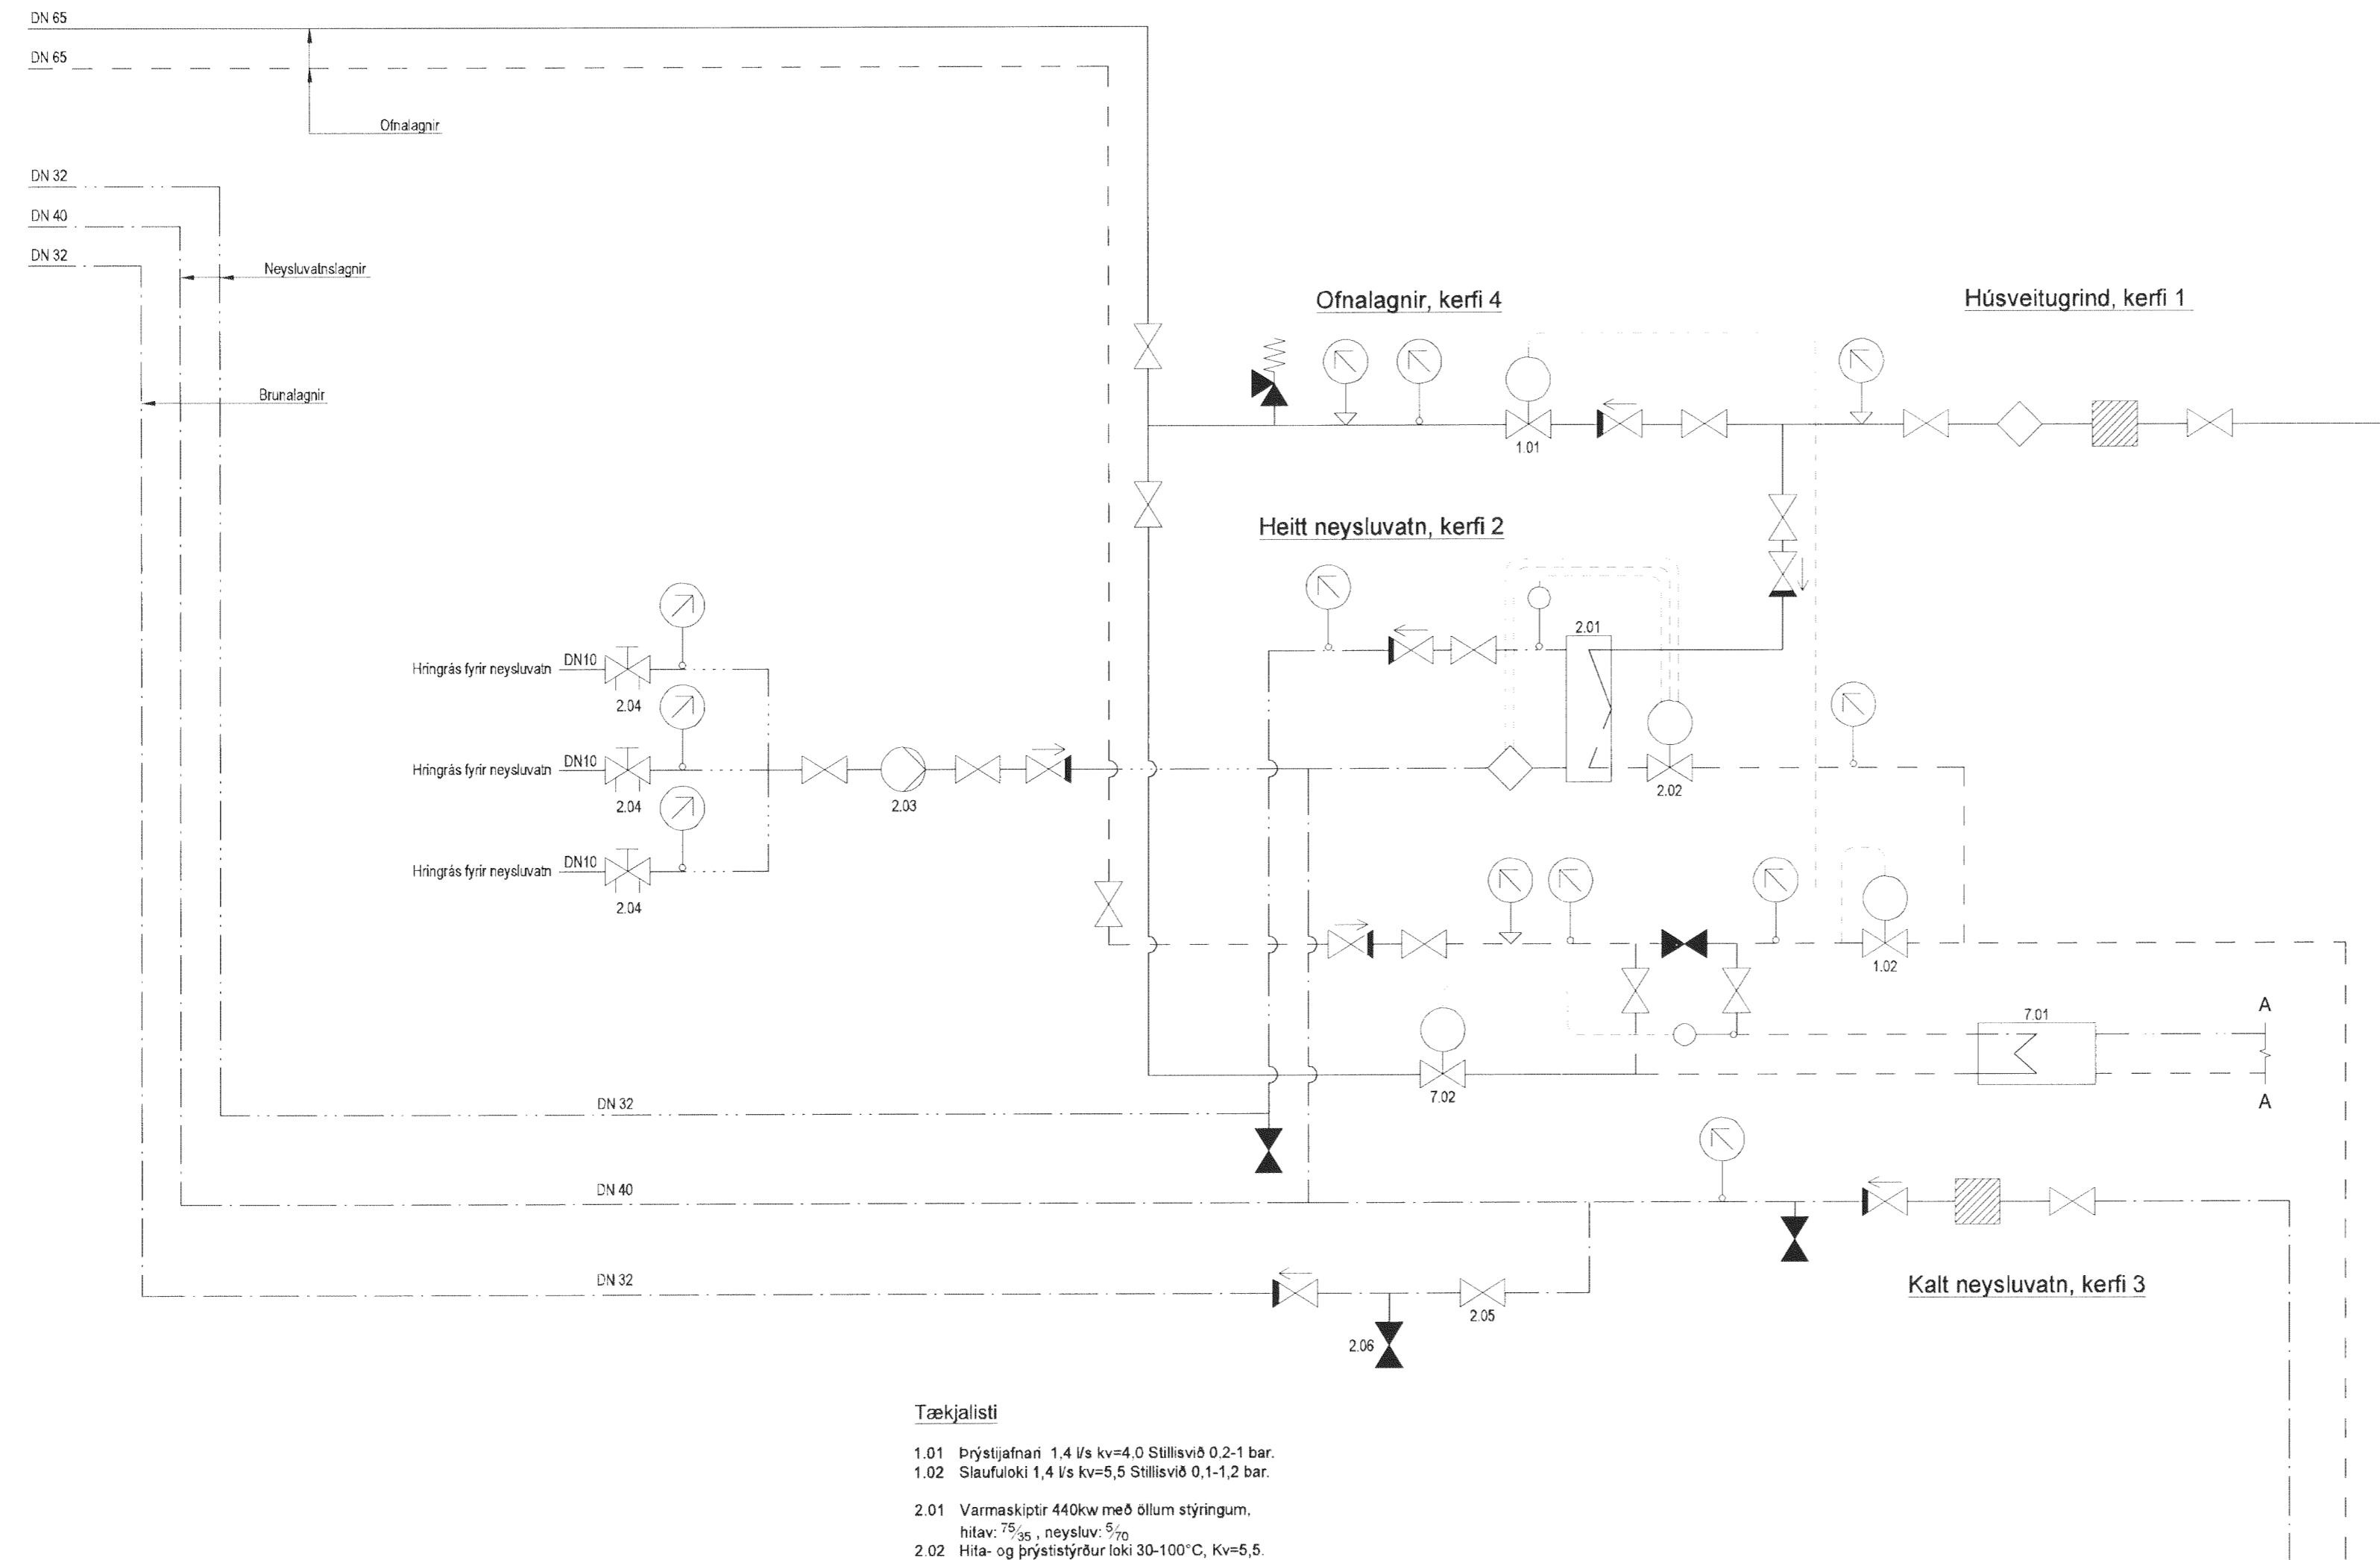 DN 65
DN 65
Ofnalagnir
DN 32
DN 40
DN 32
Neysluvatnslagnir
Brunalagnir
Ofnalagnir, kerfi 4
Húsveitugrind, kerfi 1
1.01
Heitt neysluvatn, kerfi 2
2.01
Hringrás fyrir neysluvatn DN10
2.04
Hringrás fyrir neysluvatn DN10
2.04
2.03
2.02
Hringrás fyrir neysluvatn DN10
2.04
1.02
A
7.01
7.02
A
DN 32
DN 40
DN 32
Kalt neysluvatn, kerfi 3
2.05
2.06
Tækjalisti
1.01 Þrýstijafnari 1,4 l/s kv=4,0 Stillisvið 0,2-1 bar.
1.02 Slaufuloki 1,4 l/s kv=5,5 Stillisvið 0,1-1,2 bar.
2.01 Varmaskiptir 440kw með öllum stýringum,
hitav: 75/35 , neysluv: 5/70
2.02 Hita- og þrýstistýrður loki 30-100°C, Kv=5,5.